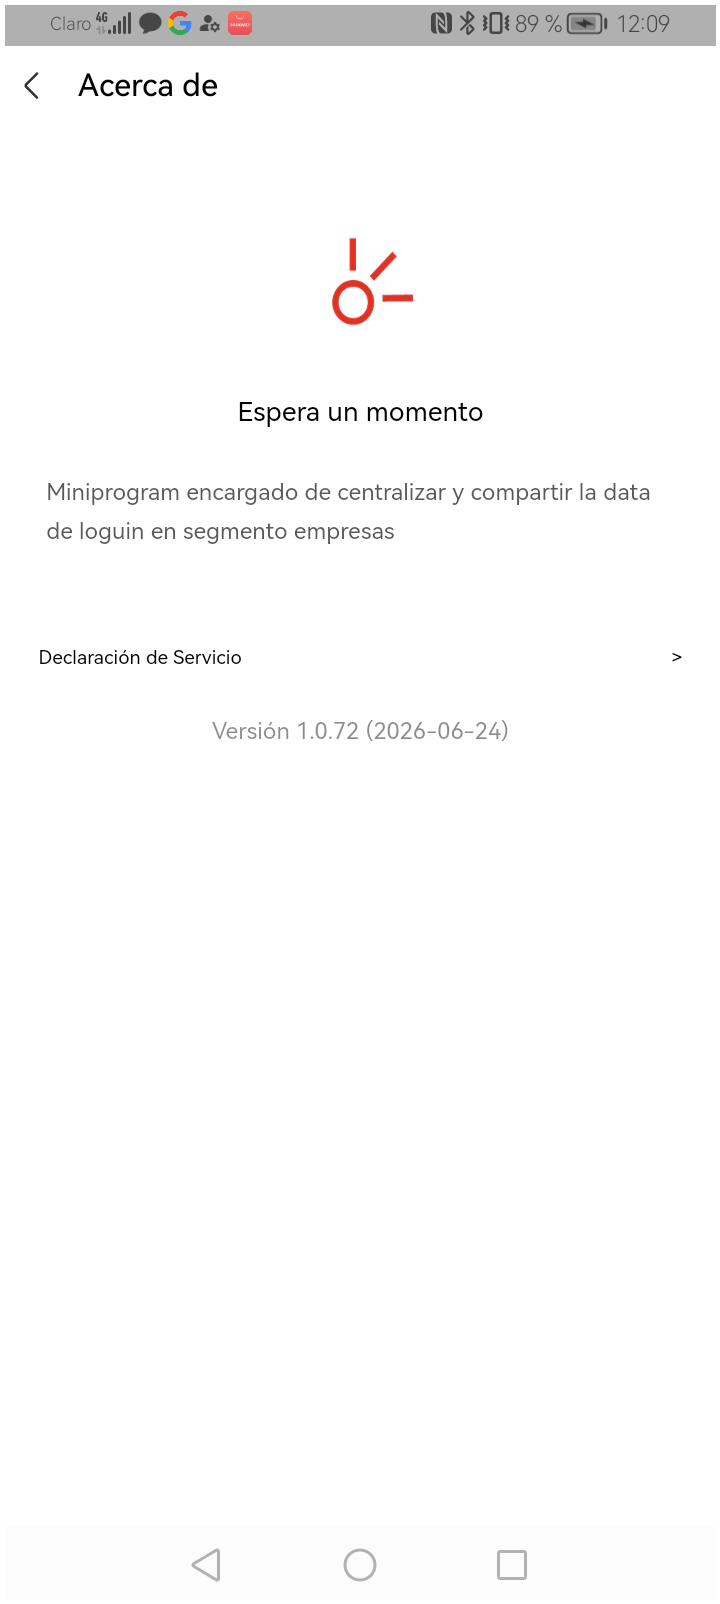 Claro 4G 89 % 12:09
Acerca de
Espera un momento
Miniprogram encargado de centralizar y compartir la data
de loguin en segmento empresas
Declaración de Servicio >
Versión 1.0.72 (2026-06-24)